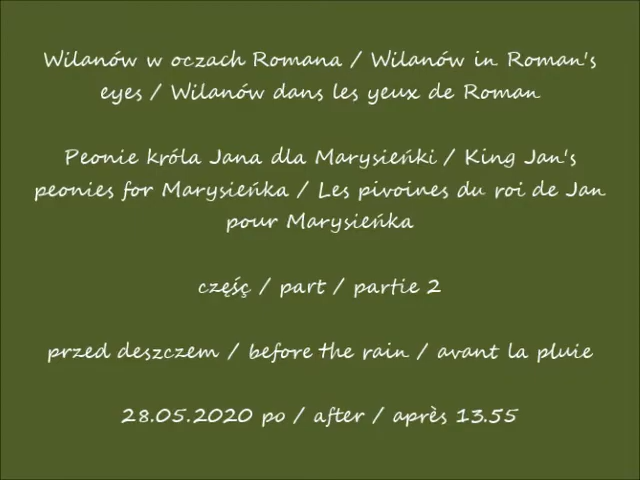 Wilanów w oczach Romana / Wilanów in Roman's
eyes / Wilanów dans les yeux de Roman
Peonie króla Jana dla Marysieńki / King Jan's
peonies for Marysieńka / Les pivoines du roi de Jan
pour Marysieńka
częśç / part / partie 2
przed deszczem / before the rain / avant la pluie
28.05.2020 po / after / après 13.55